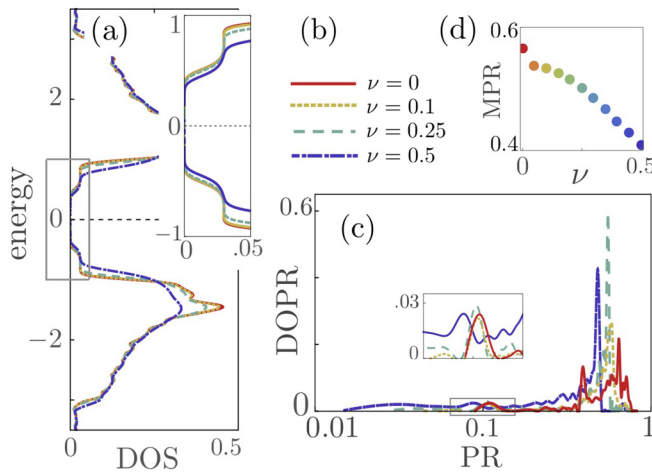 (a)
1
0
−1
0
.05
2
0
−2
energy
0
0.5
DOS
(b)
ν = 0
ν = 0.1
ν = 0.25
ν = 0.5
(d)
0.6
0.4
MPR
0
0.5
ν
(c)
0.6
0
DOPR
.03
0
0.01
0.1
1
PR